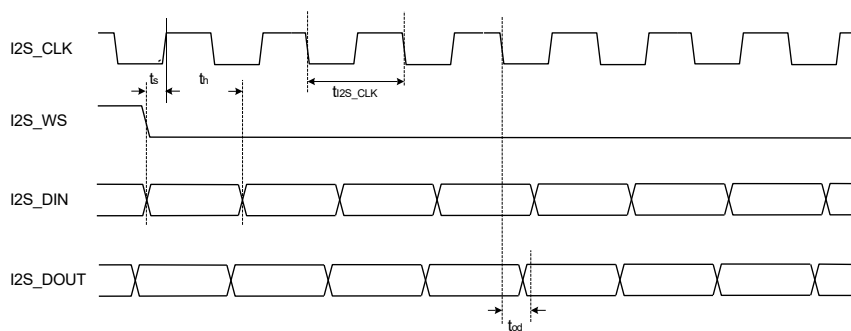 I2S_CLK
ts
th
tI2S_CLK
I2S_WS
I2S_DIN
I2S_DOUT
tod